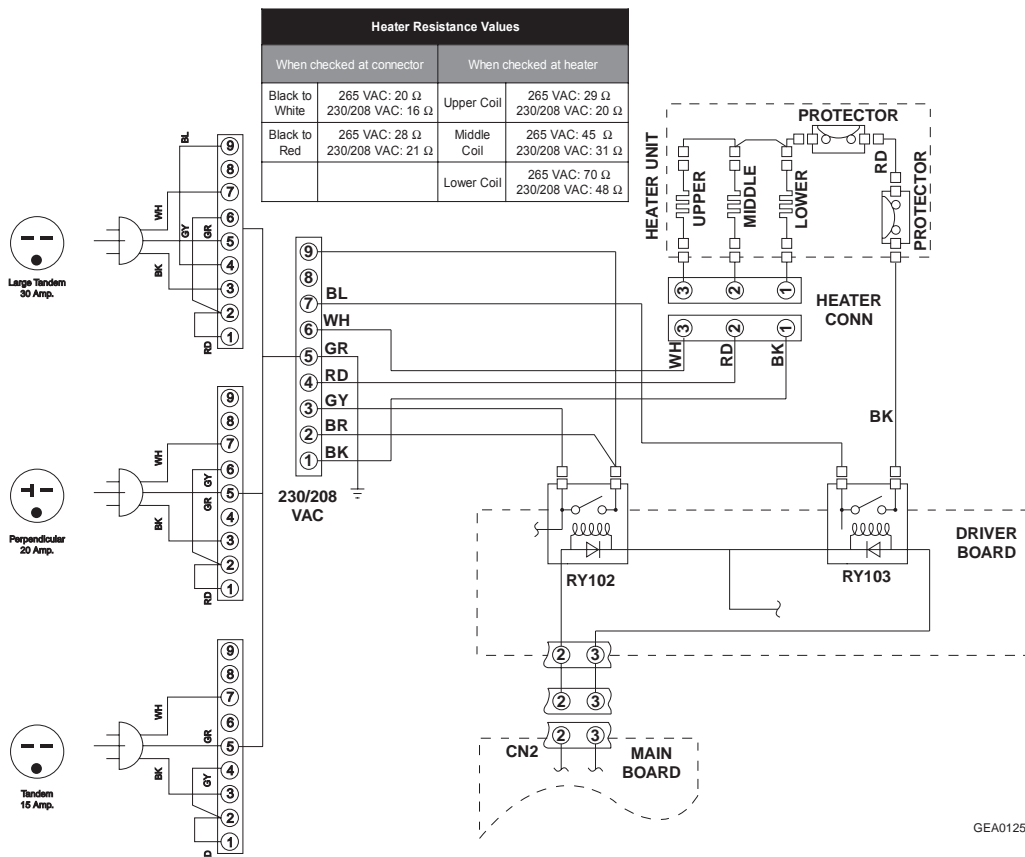 Heater Resistance Values
When checked at connector
When checked at heater
Black to White
265 VAC: 20 Ω
230/208 VAC: 16 Ω
Upper Coil
265 VAC: 29 Ω
230/208 VAC: 20 Ω
Black to Red
265 VAC: 28 Ω
230/208 VAC: 21 Ω
Middle Coil
265 VAC: 45 Ω
230/208 VAC: 31 Ω
Lower Coil
265 VAC: 70 Ω
230/208 VAC: 48 Ω
BL
WH
GY
GR
BK
RD
9
8
7
6
5
4
3
2
1
Large Tandem
30 Amp.
WH
GY
GR
BK
RD
9
8
7
6
5
4
3
2
1
Perpendicular
20 Amp.
WH
GR
GY
BK
D
9
8
7
6
5
4
3
2
1
Tandem
15 Amp.
9
8
7
BL
6
WH
5
GR
4
RD
3
GY
2
BR
1
BK
230/208
VAC
HEATER UNIT
UPPER
MIDDLE
LOWER
PROTECTOR
RD
PROTECTOR
3
2
1
HEATER
CONN
3
2
1
WH
RD
BK
BK
RY102
RY103
DRIVER
BOARD
2
3
2
3
CN2
2
3
MAIN
BOARD
GEA01252